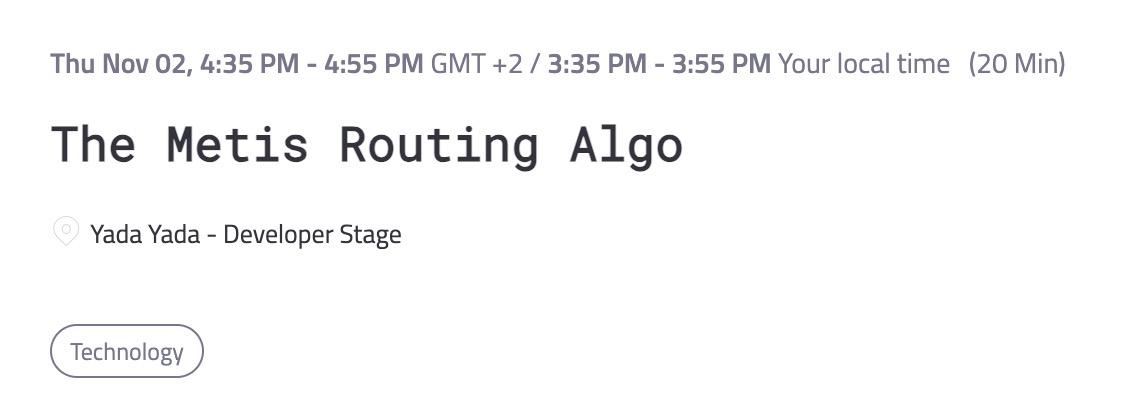 Thu Nov 02, 4:35 PM - 4:55 PM GMT +2 / 3:35 PM - 3:55 PM Your local time (20 Min)
The Metis Routing Algo
Yada Yada - Developer Stage
Technology